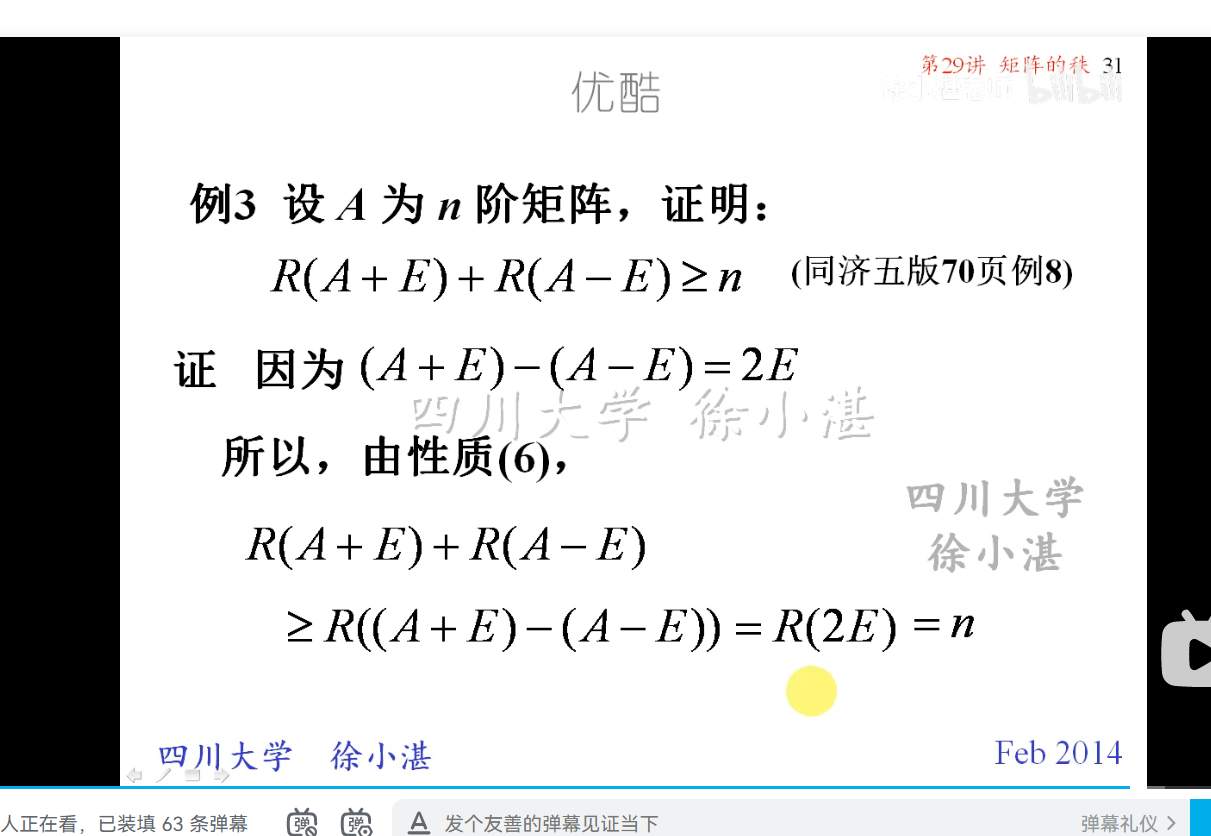 第29讲 矩阵的秩 31
优酷
徐小湛老师 bilibili
例3 设 A 为 n 阶矩阵，证明：
R(A + E) + R(A − E) ≥ n (同济五版70页例8)
证 因为 (A + E) − (A − E) = 2E
四川大学 徐小湛
所以，由性质(6)，
四川大学
徐小湛
R(A + E) + R(A − E)
≥ R((A + E) − (A − E)) = R(2E) = n
四川大学 徐小湛 Feb 2014
人正在看，已装填 63 条弹幕 弹 弹 A 发个友善的弹幕见证当下 弹幕礼仪 >